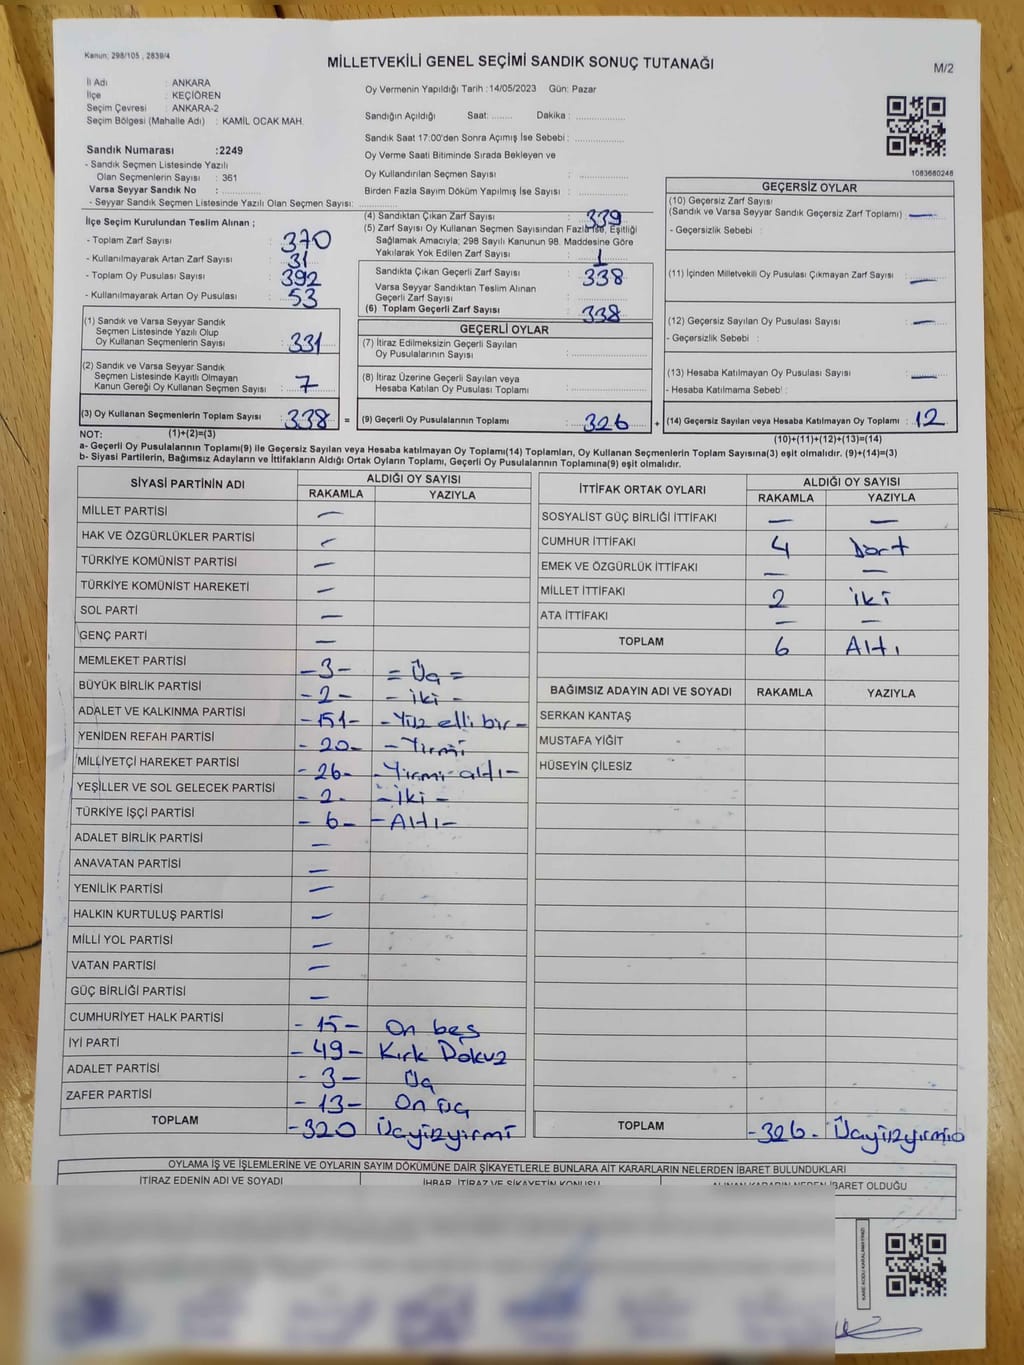 Kanun; 298/105 , 2839/4
MİLLETVEKİLİ GENEL SEÇİMİ SANDIK SONUÇ TUTANAĞI
M/2
İl Adı : ANKARA
İlçe : KEÇİÖREN
Seçim Çevresi : ANKARA-2
Seçim Bölgesi (Mahalle Adı) : KAMİL OCAK MAH.
Oy Vermenin Yapıldığı Tarih :14/05/2023 Gün: Pazar
Sandığın Açıldığı Saat: ........ Dakika : ....................
Sandık Saat 17:00'den Sonra Açımış İse Sebebi : ....................
Oy Verme Saati Bitiminde Sırada Bekleyen ve
Oy Kullandırılan Seçmen Sayısı : ....................
Birden Fazla Sayım Döküm Yapılmış İse Sayısı : ....................
1083680246
Sandık Numarası :2249
- Sandık Seçmen Listesinde Yazılı
Olan Seçmenlerin Sayısı : 361
Varsa Seyyar Sandık No : ....................
- Seyyar Sandık Seçmen Listesinde Yazılı Olan Seçmen Sayısı: ....................
İlçe Seçim Kurulundan Teslim Alınan ;
- Toplam Zarf Sayısı : 370
- Kullanılmayarak Artan Zarf Sayısı : 31
- Toplam Oy Pusulası Sayısı : 392
- Kullanılmayarak Artan Oy Pusulası : 53
(1) Sandık ve Varsa Seyyar Sandık
Seçmen Listesinde Yazılı Olup
Oy Kullanan Seçmenlerin Sayısı : 331
(2) Sandık ve Varsa Seyyar Sandık
Seçmen Listesinde Kayıtlı Olmayan
Kanun Gereği Oy Kullanan Seçmen Sayısı : 7
(3) Oy Kullanan Seçmenlerin Toplam Sayısı : 338 =
(4) Sandıktan Çıkan Zarf Sayısı : 339
(5) Zarf Sayısı Oy Kullanan Seçmen Sayısından Fazla İse, Eşitliği
Sağlamak Amacıyla; 298 Sayılı Kanunun 98. Maddesine Göre
Yakılarak Yok Edilen Zarf Sayısı : 1
Sandıkta Çıkan Geçerli Zarf Sayısı : 338
Varsa Seyyar Sandıktan Teslim Alınan
Geçerli Zarf Sayısı : ....................
(6) Toplam Geçerli Zarf Sayısı : 338
GEÇERLİ OYLAR
(7) İtiraz Edilmeksizin Geçerli Sayılan
Oy Pusulalarının Sayısı : ....................
(8) İtiraz Üzerine Geçerli Sayılan veya
Hesaba Katılan Oy Pusulası Toplamı : ....................
(9) Geçerli Oy Pusulalarının Toplamı : 326 +
GEÇERSİZ OYLAR
(10) Geçersiz Zarf Sayısı
(Sandık ve Varsa Seyyar Sandık Geçersiz Zarf Toplamı) : —
- Geçersizlik Sebebi :
(11) İçinden Milletvekili Oy Pusulası Çıkmayan Zarf Sayısı : —
(12) Geçersiz Sayılan Oy Pusulası Sayısı : —
- Geçersizlik Sebebi :
(13) Hesaba Katılmayan Oy Pusulası Sayısı : —
- Hesaba Katılmama Sebebi :
(14) Geçersiz Sayılan veya Hesaba Katılmayan Oy Toplamı : 12
NOT: (1)+(2)=(3)
(10)+(11)+(12)+(13)=(14)
a- Geçerli Oy Pusulalarının Toplamı(9) ile Geçersiz Sayılan veya Hesaba katılmayan Oy Toplamı(14) Toplamları, Oy Kullanan Seçmenlerin Toplam Sayısına(3) eşit olmalıdır. (9)+(14)=(3)
b- Siyasi Partilerin, Bağımsız Adayların ve İttifakların Aldığı Ortak Oyların Toplamı, Geçerli Oy Pusulalarının Toplamına(9) eşit olmalıdır.
SİYASİ PARTİNİN ADI ALDIĞI OY SAYISI
RAKAMLA YAZIYLA
MİLLET PARTİSİ —
HAK VE ÖZGÜRLÜKLER PARTİSİ —
TÜRKİYE KOMÜNİST PARTİSİ —
TÜRKİYE KOMÜNİST HAREKETİ —
SOL PARTİ —
GENÇ PARTİ —
MEMLEKET PARTİSİ -3- = Üç =
BÜYÜK BİRLİK PARTİSİ -2- - iki -
ADALET VE KALKINMA PARTİSİ -151- - Yüz elli bir -
YENİDEN REFAH PARTİSİ - 20- - Yirmi
MİLLİYETÇİ HAREKET PARTİSİ - 26- - Yirmi altı -
YEŞİLLER VE SOL GELECEK PARTİSİ - 2- - iki -
TÜRKİYE İŞÇİ PARTİSİ - 6- - Altı -
ADALET BİRLİK PARTİSİ —
ANAVATAN PARTİSİ —
YENİLİK PARTİSİ —
HALKIN KURTULUŞ PARTİSİ —
MİLLİ YOL PARTİSİ —
VATAN PARTİSİ —
GÜÇ BİRLİĞİ PARTİSİ —
CUMHURİYET HALK PARTİSİ - 15- On beş
İYİ PARTİ - 49- Kırk Dokuz
ADALET PARTİSİ - 3- Üç
ZAFER PARTİSİ - 13- On üç
TOPLAM -320 Üçyüzyirmi
İTTİFAK ORTAK OYLARI ALDIĞI OY SAYISI
RAKAMLA YAZIYLA
SOSYALİST GÜÇ BİRLİĞİ İTTİFAKI — —
CUMHUR İTTİFAKI 4 Dört
EMEK VE ÖZGÜRLÜK İTTİFAKI — —
MİLLET İTTİFAKI 2 iki
ATA İTTİFAKI — —
TOPLAM 6 Altı
BAĞIMSIZ ADAYIN ADI VE SOYADI RAKAMLA YAZIYLA
SERKAN KANTAŞ
MUSTAFA YİĞİT
HÜSEYİN ÇİLESİZ
TOPLAM -326-
OYLAMA İŞ VE İŞLEMLERİNE VE OYLARIN SAYIM DÖKÜMÜNE DAİR ŞİKAYETLERLE BUNLARA AİT KARARLARIN NELERDEN İBARET BULUNDUKLARI
İTİRAZ EDENİN ADI VE SOYADI İHBAR, İTİRAZ VE ŞİKAYETİN KONUSU ALINAN KARARIN NEDEN İBARET OLDUĞU